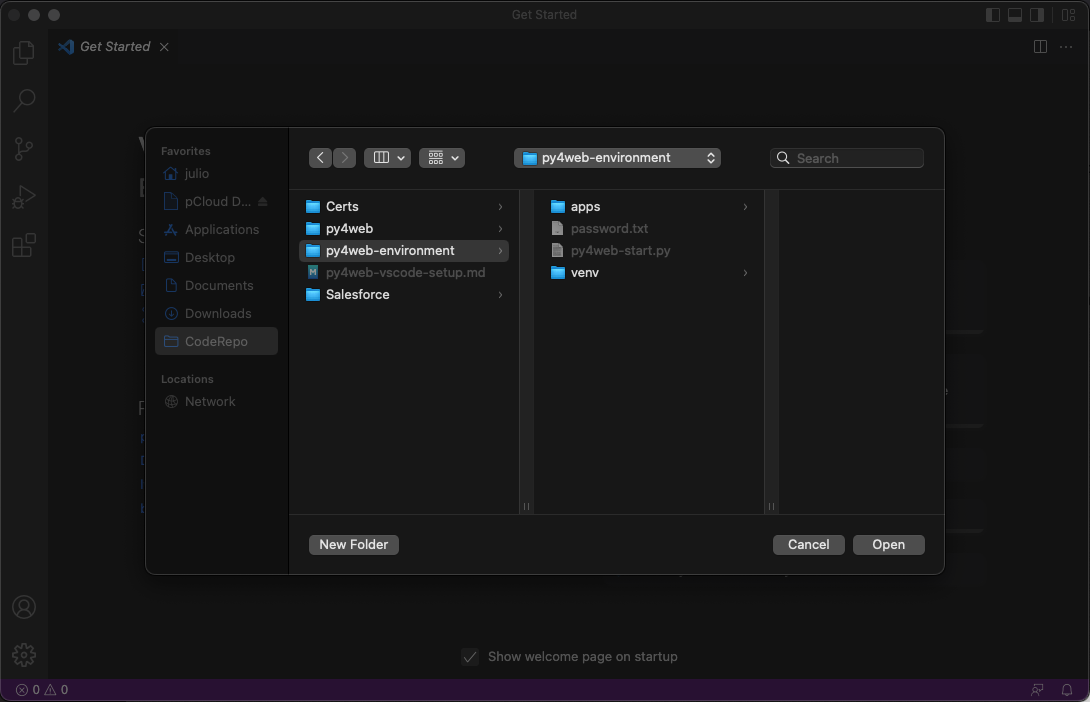 Get Started
Get Started
Favorites
julio
pCloud D...
Applications
Desktop
Documents
Downloads
CodeRepo
Locations
Network
py4web-environment
Search
Certs
py4web
py4web-environment
py4web-vscode-setup.md
Salesforce
apps
password.txt
py4web-start.py
venv
New Folder
Cancel
Open
Show welcome page on startup
0 0